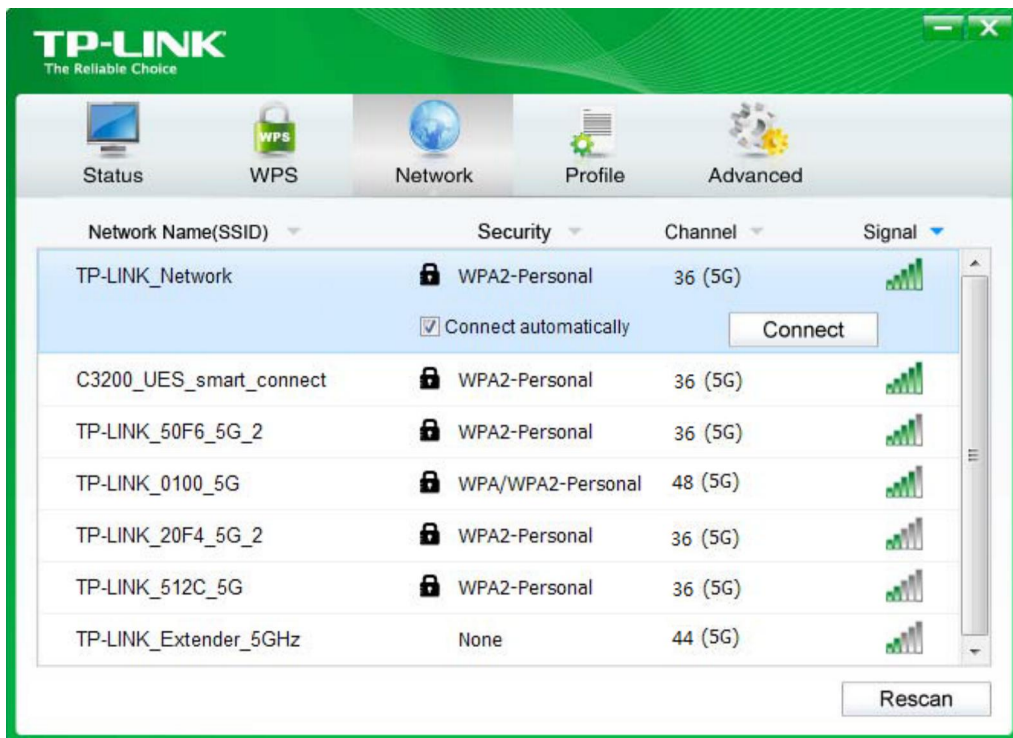 TP-LINK
The Reliable Choice
Status WPS Network Profile Advanced
Network Name(SSID) Security Channel Signal
TP-LINK_Network WPA2-Personal 36 (5G)
Connect automatically Connect
C3200_UES_smart_connect WPA2-Personal 36 (5G)
TP-LINK_50F6_5G_2 WPA2-Personal 36 (5G)
TP-LINK_0100_5G WPA/WPA2-Personal 48 (5G)
TP-LINK_20F4_5G_2 WPA2-Personal 36 (5G)
TP-LINK_512C_5G WPA2-Personal 36 (5G)
TP-LINK_Extender_5GHz None 44 (5G)
Rescan